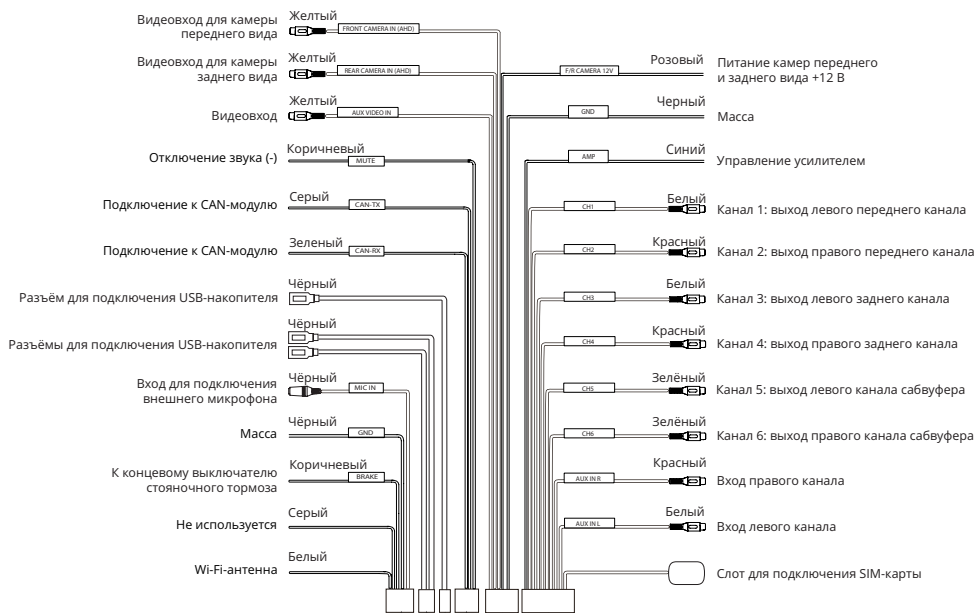 Видеовход для камеры
переднего вида
Желтый
FRONT CAMERA IN (AHD)
Видеовход для камеры
заднего вида
Желтый
REAR CAMERA IN (AHD)
Видеовход
Желтый
AUX VIDEO IN
Отключение звука (-)
Коричневый
MUTE
Подключение к CAN-модулю
Серый
CAN-TX
Подключение к CAN-модулю
Зеленый
CAN-RX
Разъём для подключения USB-накопителя
Чёрный
Разъёмы для подключения USB-накопителя
Чёрный
Вход для подключения
внешнего микрофона
Чёрный
MIC IN
Масса
Чёрный
GND
К концевому выключателю
стояночного тормоза
Коричневый
BRAKE
Не используется
Серый
Wi-Fi-антенна
Белый
F/R CAMERA 12V
Розовый
Питание камер переднего
и заднего вида +12 В
GND
Черный
Масса
AMP
Синий
Управление усилителем
CH1
Белый
Канал 1: выход левого переднего канала
CH2
Красный
Канал 2: выход правого переднего канала
CH3
Белый
Канал 3: выход левого заднего канала
CH4
Красный
Канал 4: выход правого заднего канала
CH5
Зелёный
Канал 5: выход левого канала сабвуфера
CH6
Зелёный
Канал 6: выход правого канала сабвуфера
AUX IN R
Красный
Вход правого канала
AUX IN L
Белый
Вход левого канала
Слот для подключения SIM-карты